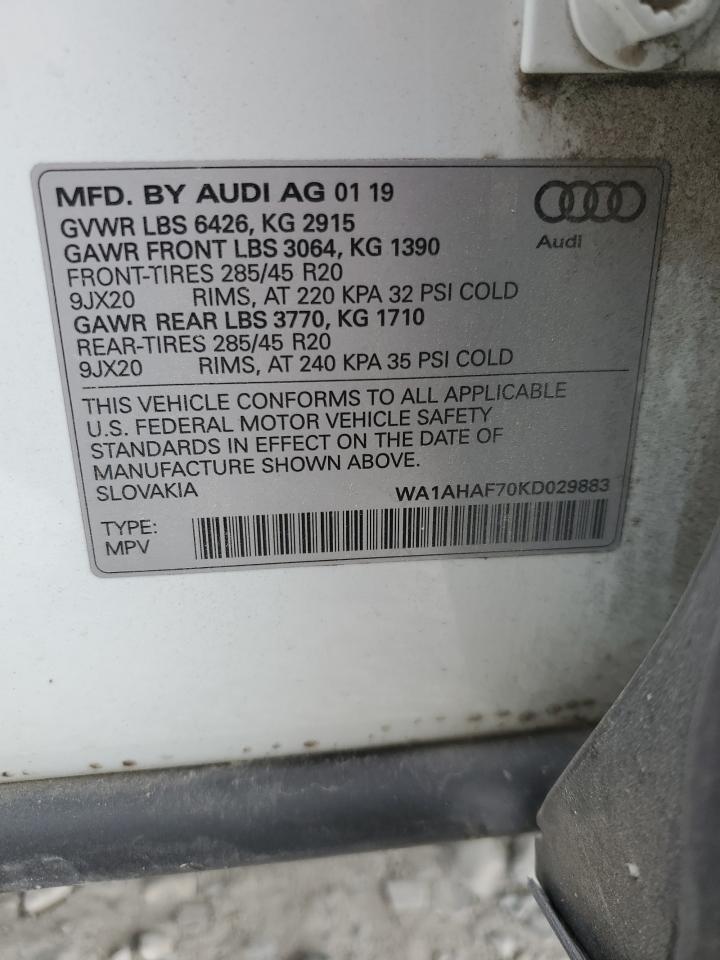 MFD. BY AUDI AG 01 19
Audi
GVWR LBS 6426, KG 2915
GAWR FRONT LBS 3064, KG 1390
FRONT-TIRES 285/45 R20
9JX20 RIMS, AT 220 KPA 32 PSI COLD
GAWR REAR LBS 3770, KG 1710
REAR-TIRES 285/45 R20
9JX20 RIMS, AT 240 KPA 35 PSI COLD
THIS VEHICLE CONFORMS TO ALL APPLICABLE
U.S. FEDERAL MOTOR VEHICLE SAFETY
STANDARDS IN EFFECT ON THE DATE OF
MANUFACTURE SHOWN ABOVE.
SLOVAKIA WA1AHAF70KD029883
TYPE:
MPV